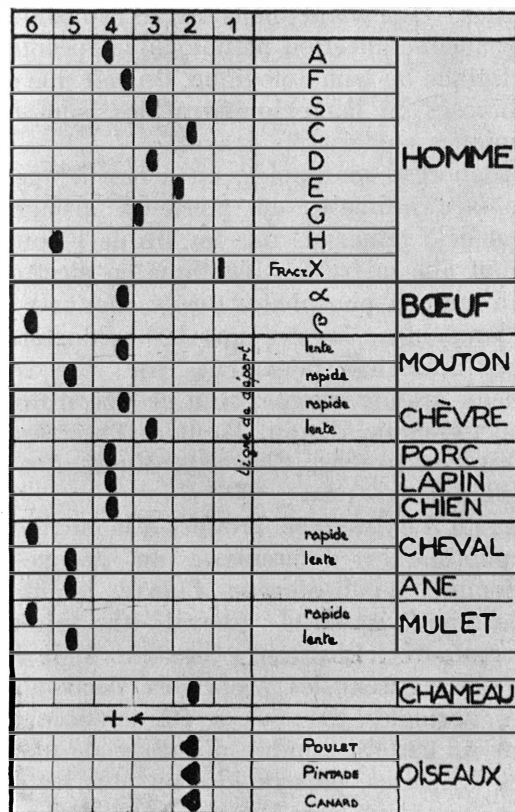 6 5 4 3 2 1
A
F
S
C
D
E
G
H
FRACT X
HOMME
α
β
BŒUF
lente
rapide
MOUTON
rapide
lente
CHÈVRE
PORC
LAPIN
CHIEN
rapide
lente
CHEVAL
ANE
rapide
lente
MULET
ligne de départ
CHAMEAU
+ -
POULET
PINTADE
CANARD
OISEAUX